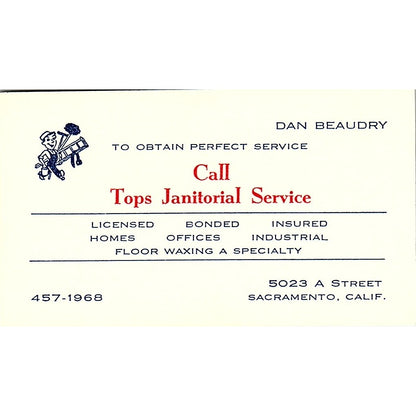 DAN BEAUDRY
TO OBTAIN PERFECT SERVICE
Call
Tops Janitorial Service
LICENSED BONDED INSURED
HOMES OFFICES INDUSTRIAL
FLOOR WAXING A SPECIALTY
457-1968
5023 A STREET
SACRAMENTO, CALIF.